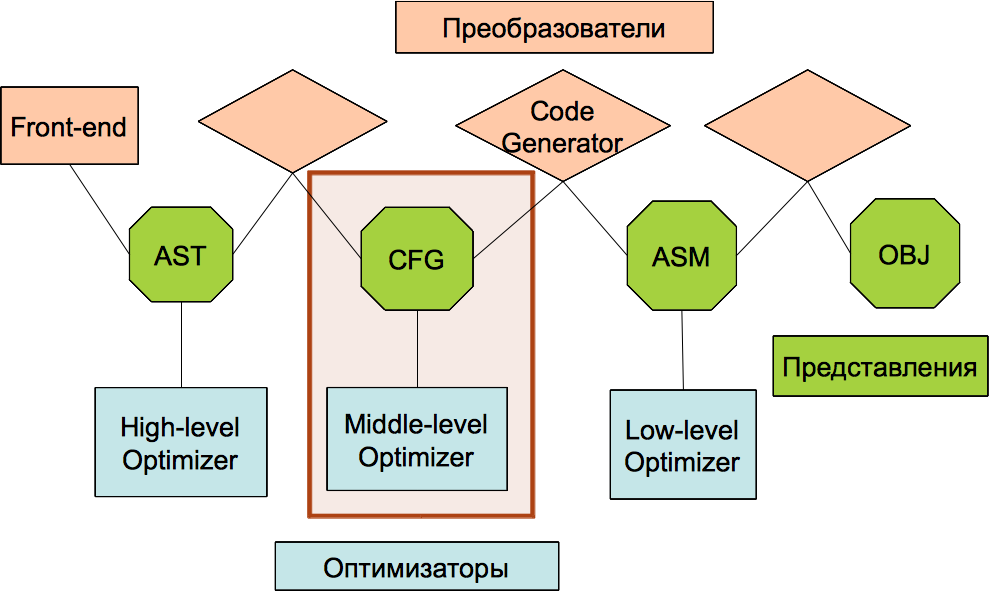 Преобразователи
Front-end
Code
Generator
AST
CFG
ASM
OBJ
Представления
High-level
Optimizer
Middle-level
Optimizer
Low-level
Optimizer
Оптимизаторы